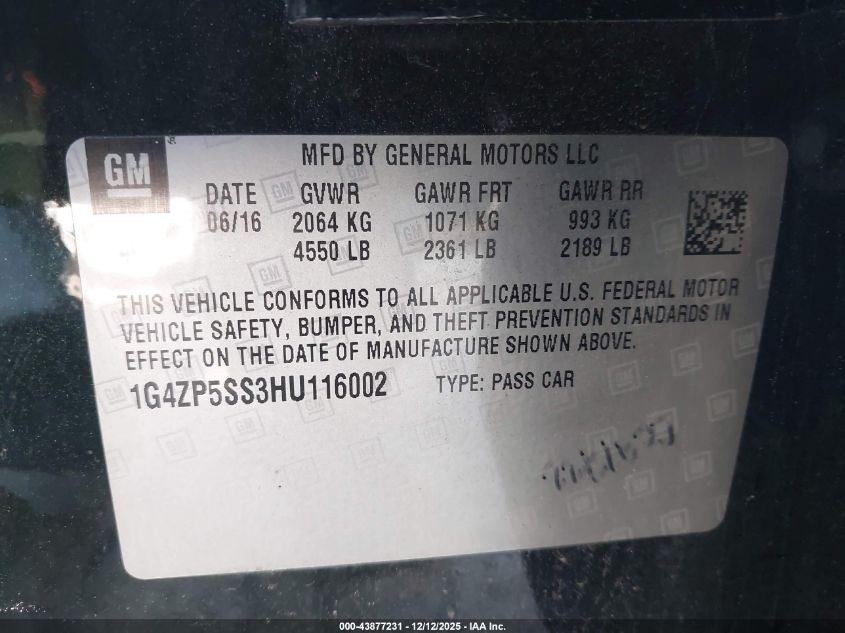 GM
MFD BY GENERAL MOTORS LLC
DATE GVWR GAWR FRT GAWR RR
06/16 2064 KG 1071 KG 993 KG
4550 LB 2361 LB 2189 LB
THIS VEHICLE CONFORMS TO ALL APPLICABLE U.S. FEDERAL MOTOR
VEHICLE SAFETY, BUMPER, AND THEFT PREVENTION STANDARDS IN
EFFECT ON THE DATE OF MANUFACTURE SHOWN ABOVE.
1G4ZP5SS3HU116002 TYPE: PASS CAR
000-43877231 - 12/12/2025 - IAA Inc.